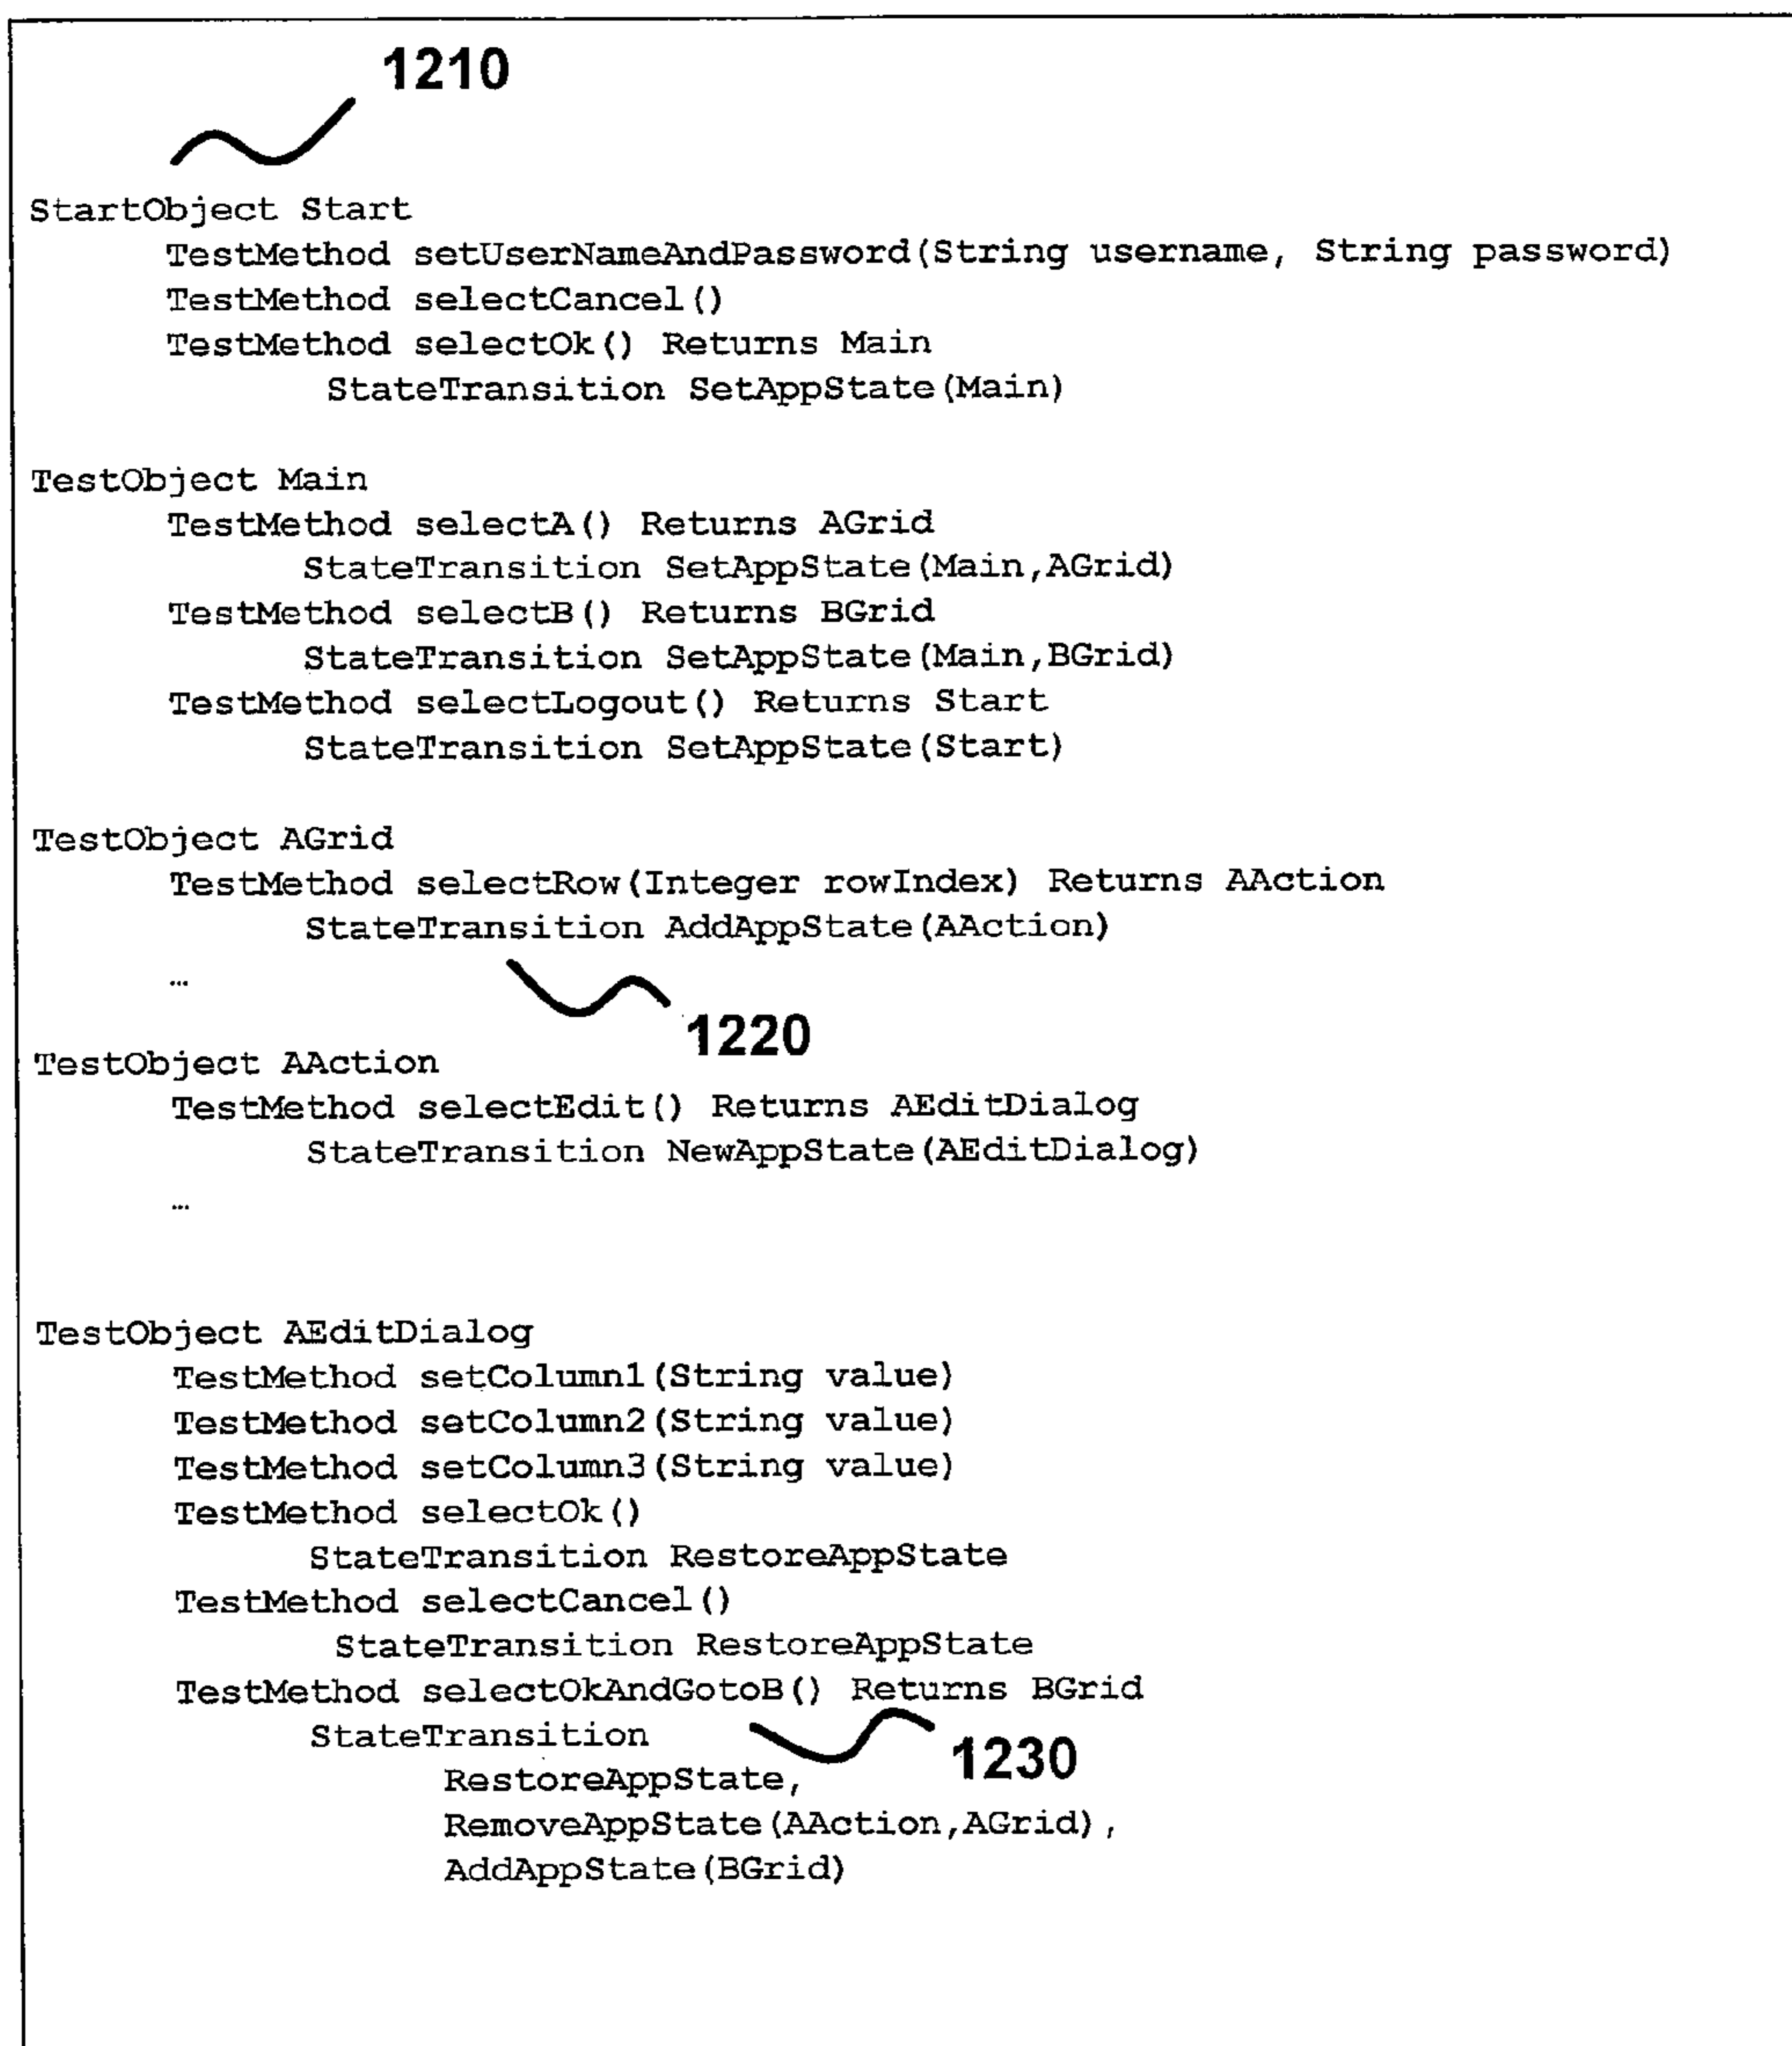 1210
StartObject Start
TestMethod setUserNameAndPassword(String username, String password)
TestMethod selectCancel()
TestMethod selectOk() Returns Main
StateTransition SetAppState(Main)
TestObject Main
TestMethod selectA() Returns AGrid
StateTransition SetAppState(Main,AGrid)
TestMethod selectB() Returns BGrid
StateTransition SetAppState(Main,BGrid)
TestMethod selectLogout() Returns Start
StateTransition SetAppState(Start)
TestObject AGrid
TestMethod selectRow(Integer rowIndex) Returns AAction
StateTransition AddAppState(AAction)
…
1220
TestObject AAction
TestMethod selectEdit() Returns AEditDialog
StateTransition NewAppState(AEditDialog)
…
TestObject AEditDialog
TestMethod setColumn1(String value)
TestMethod setColumn2(String value)
TestMethod setColumn3(String value)
TestMethod selectOk()
StateTransition RestoreAppState
TestMethod selectCancel()
StateTransition RestoreAppState
TestMethod selectOkAndGotoB() Returns BGrid
StateTransition
1230
RestoreAppState,
RemoveAppState(AAction,AGrid),
AddAppState(BGrid)